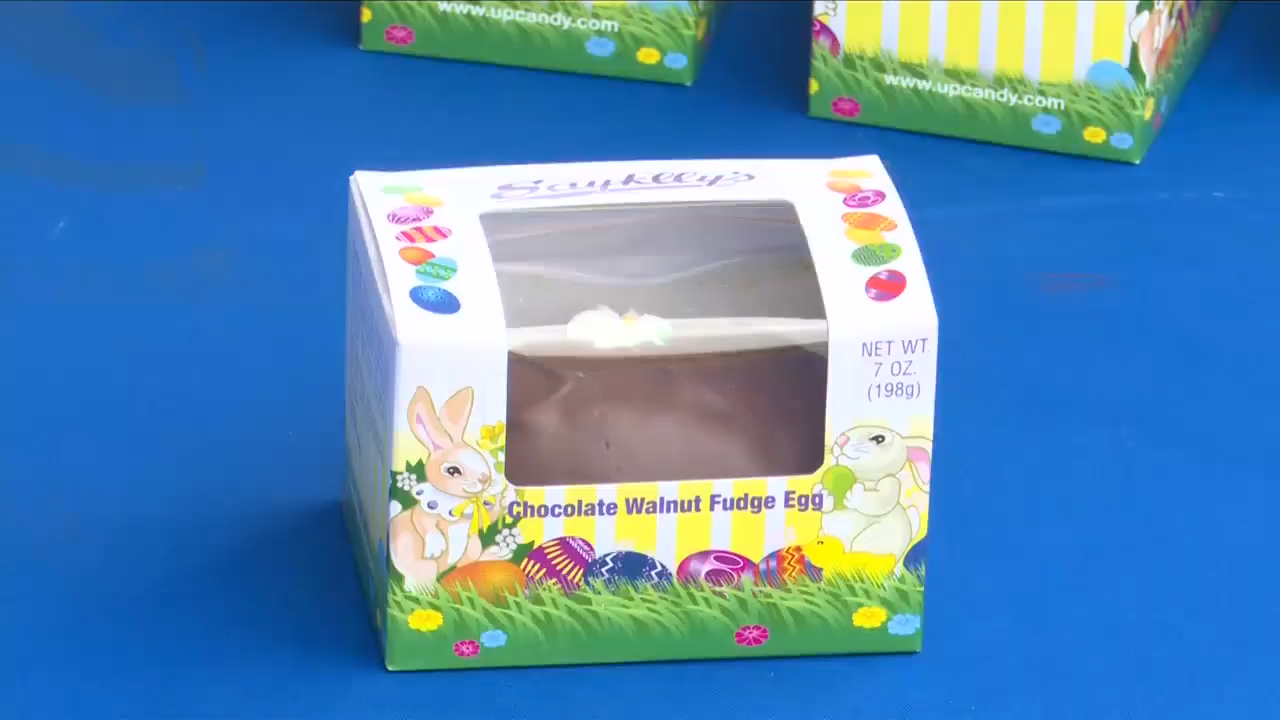 www.upcandy.com
www.upcandy.com
Sayklly's
NET WT.
7 OZ.
(198g)
Chocolate Walnut Fudge Egg